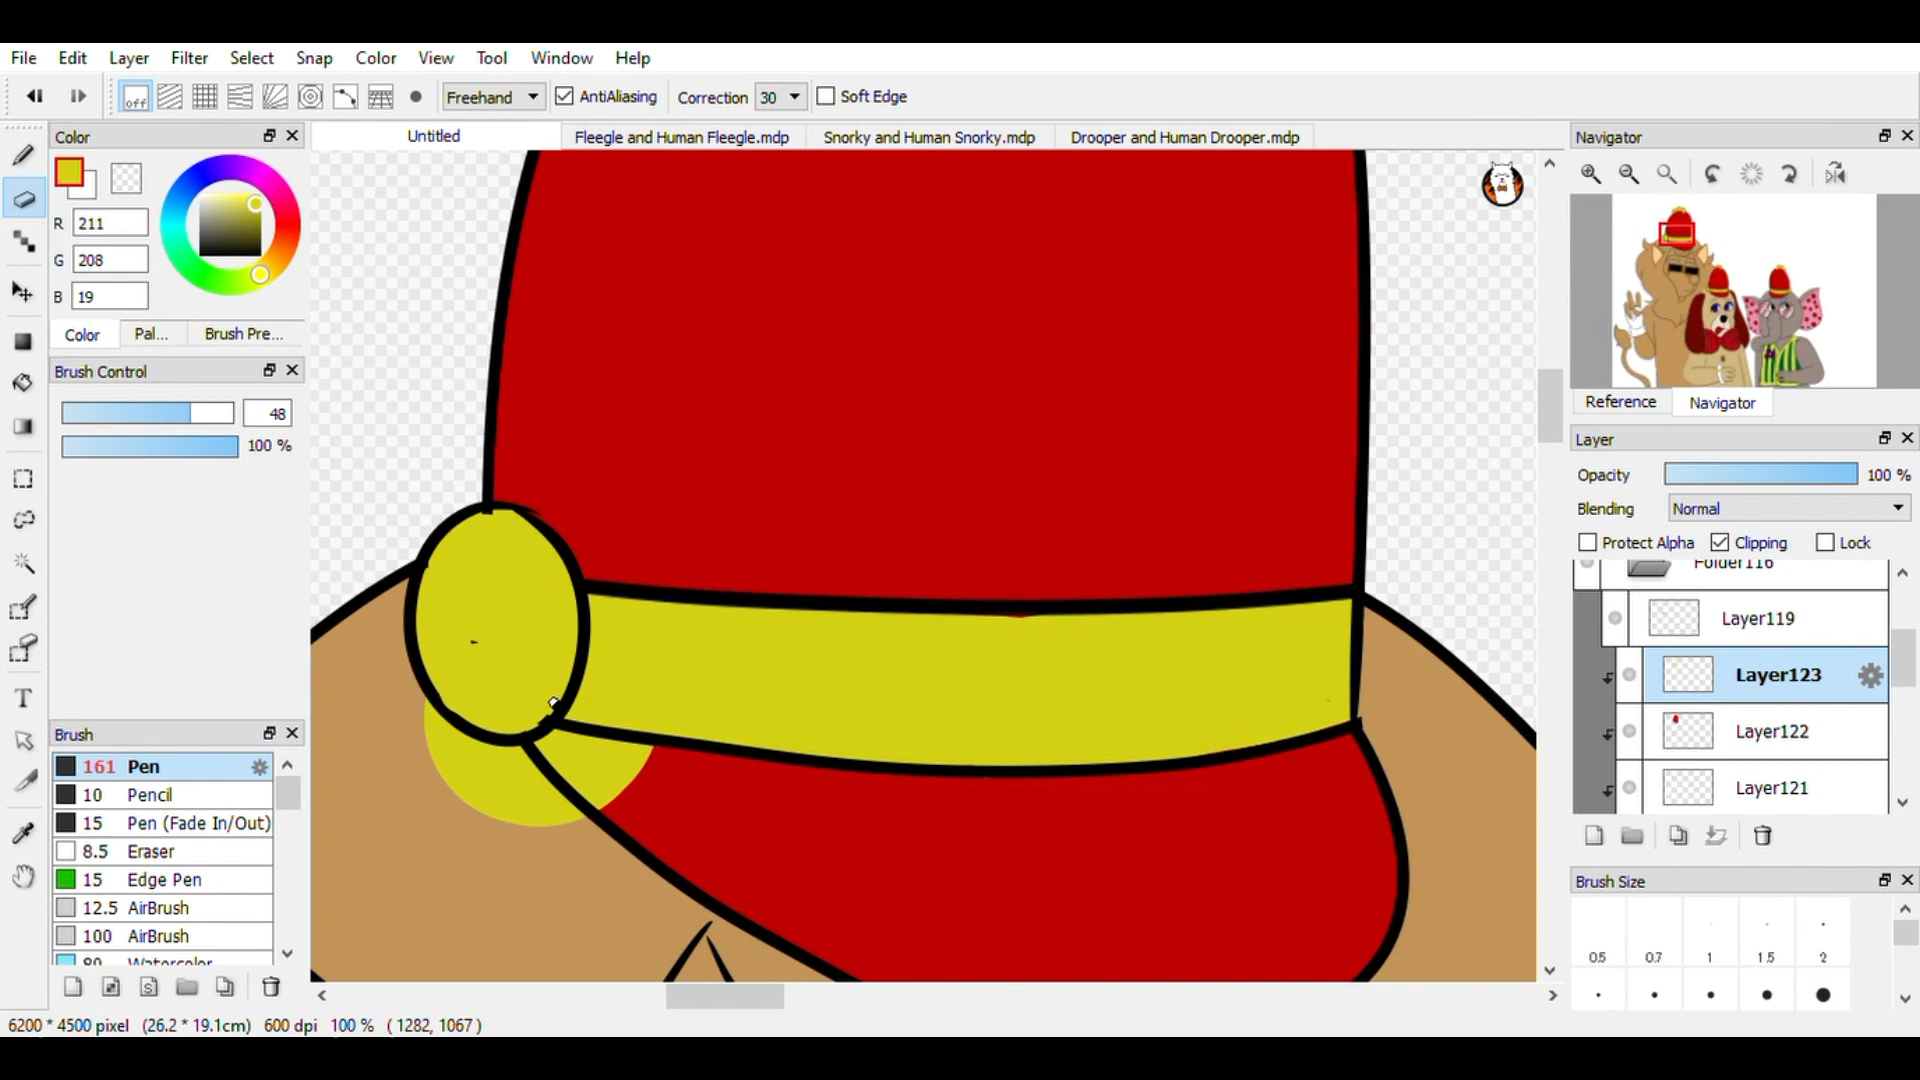 File Edit Layer Filter Select Snap Color View Tool Window Help
off Freehand AntiAliasing Correction 30 Soft Edge
Color
Untitled Fleegle and Human Fleegle.mdp Snorky and Human Snorky.mdp Drooper and Human Drooper.mdp
Navigator
R 211
G 208
B 19
Color Pal... Brush Pre...
Brush Control
48
100 %
Reference Navigator
Layer
Opacity 100 %
Blending Normal
Protect Alpha Clipping Lock
Folder116
Layer119
Layer123
Layer122
Layer121
Brush
161 Pen
10 Pencil
15 Pen (Fade In/Out)
8.5 Eraser
15 Edge Pen
12.5 AirBrush
100 AirBrush
80 Watercolor
T
S
Brush Size
0.5 0.7 1 1.5 2
6200 * 4500 pixel (26.2 * 19.1cm) 600 dpi 100 % ( 1282, 1067 )